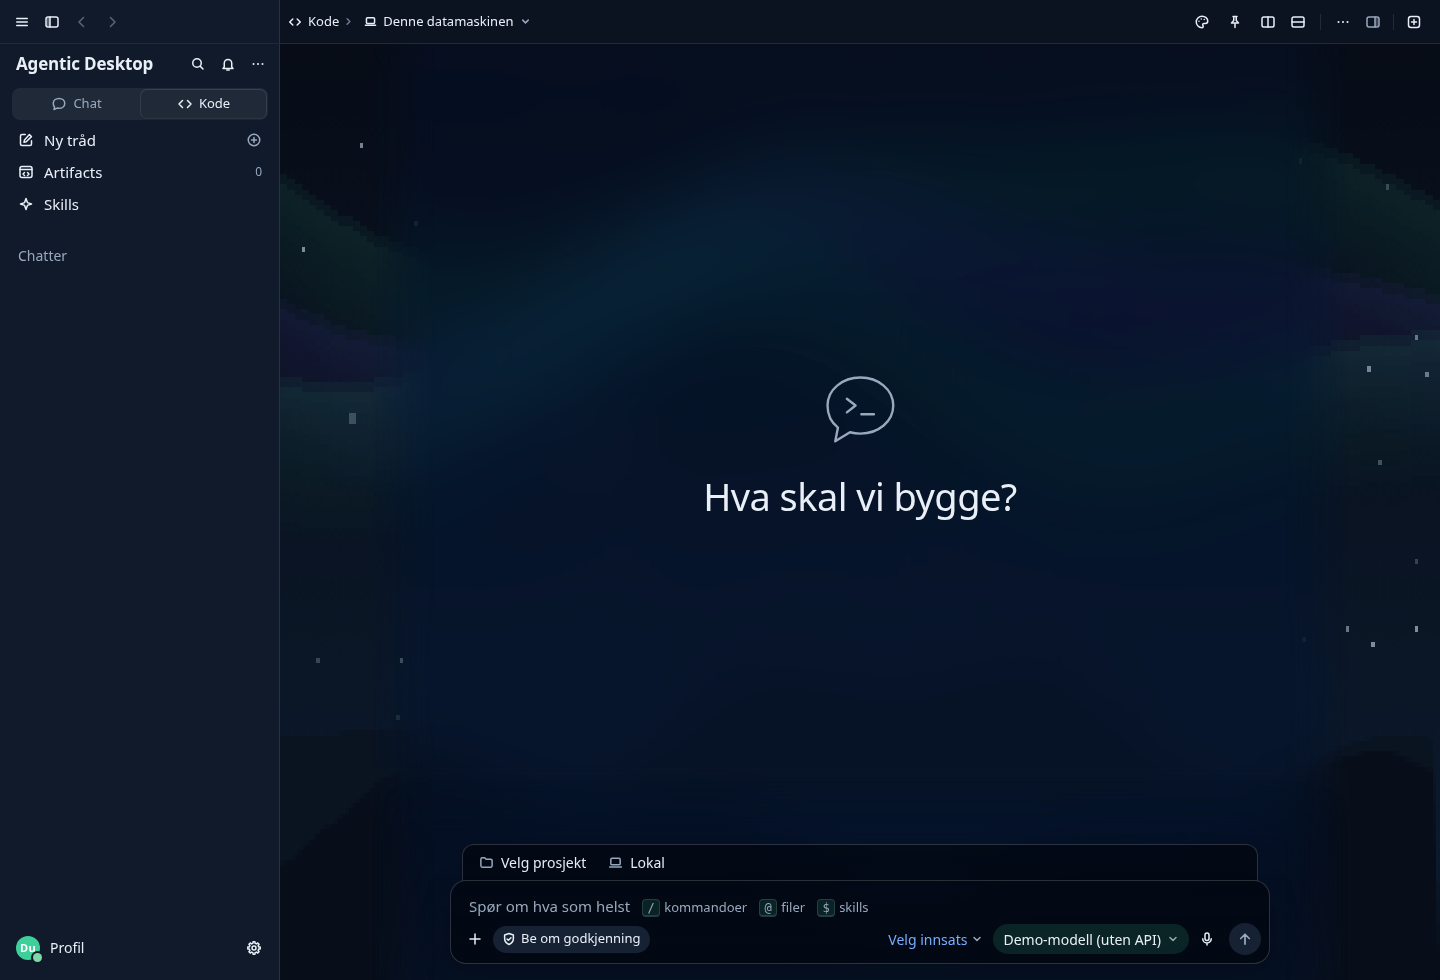 Kode
Denne datamaskinen
Agentic Desktop
Chat
Kode
Ny tråd
Artifacts 0
Skills
Chatter
>_
Hva skal vi bygge?
Velg prosjekt
Lokal
Spør om hva som helst / kommandoer @ filer $ skills
Be om godkjenning
Velg innsats
Demo-modell (uten API)
Du
Profil